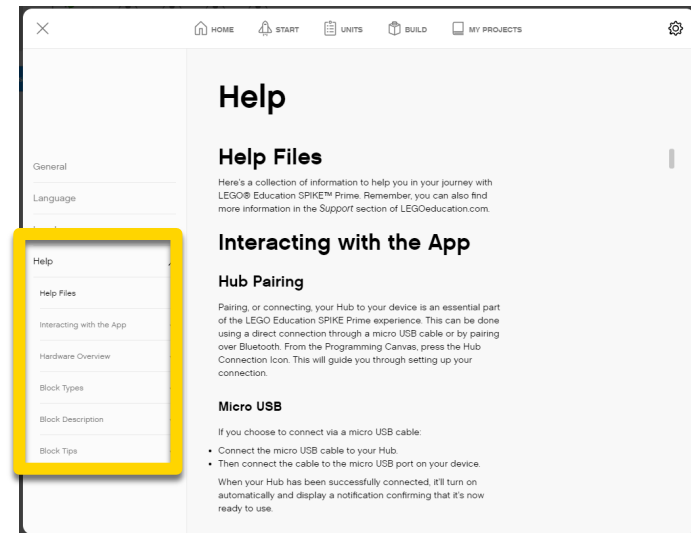 HOME START UNITS BUILD MY PROJECTS
General
Language
Help
Help Files
Interacting with the App
Hardware Overview
Block Types
Block Description
Block Tips
Help
Help Files
Here's a collection of information to help you in your journey with
LEGO® Education SPIKE™ Prime. Remember, you can also find
more information in the Support section of LEGOeducation.com.
Interacting with the App
Hub Pairing
Pairing, or connecting, your Hub to your device is an essential part
of the LEGO Education SPIKE Prime experience. This can be done
using a direct connection through a micro USB cable or by pairing
over Bluetooth. From the Programming Canvas, press the Hub
Connection Icon. This will guide you through setting up your
connection.
Micro USB
If you choose to connect via a micro USB cable:
• Connect the micro USB cable to your Hub.
• Then connect the cable to the micro USB port on your device.
When your Hub has been successfully connected, it'll turn on
automatically and display a notification confirming that it's now
ready to use.